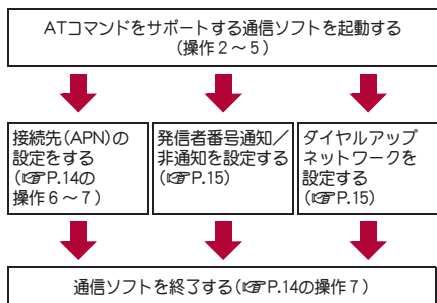 ATコマンドをサポートする通信ソフトを起動する
(操作2~5)
接続先(APN)の
設定をする
(☞P.14の
操作6~7)
発信者番号通知/
非通知を設定する
(☞P.15)
ダイヤルアップ
ネットワークを
設定する
(☞P.15)
通信ソフトを終了する(☞P.14の操作7)